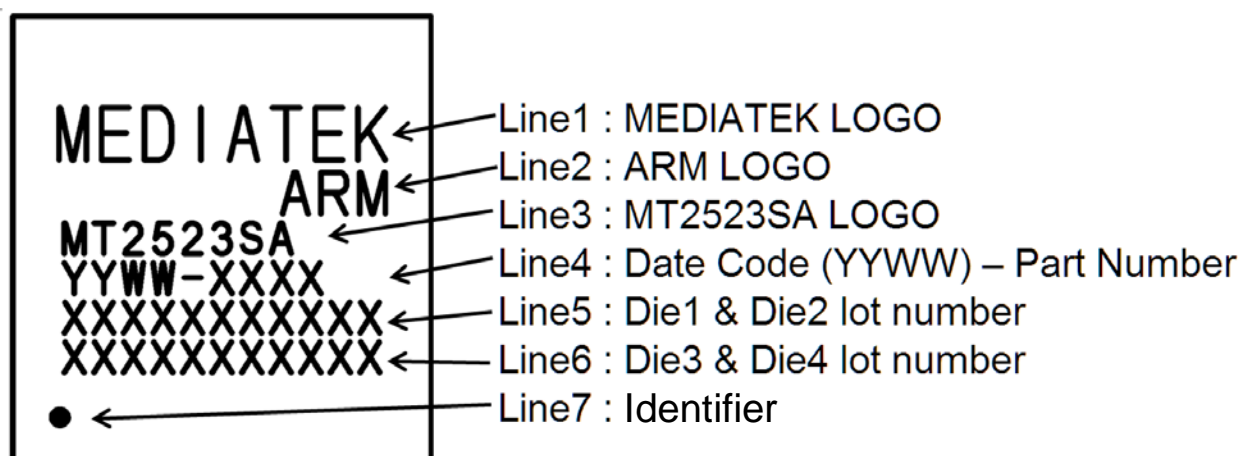 MEDIATEK
ARM
MT2523SA
YYWW-XXXX
XXXXXXXXXXX
XXXXXXXXXXX
Line1 : MEDIATEK LOGO
Line2 : ARM LOGO
Line3 : MT2523SA LOGO
Line4 : Date Code (YYWW) – Part Number
Line5 : Die1 & Die2 lot number
Line6 : Die3 & Die4 lot number
Line7 : Identifier